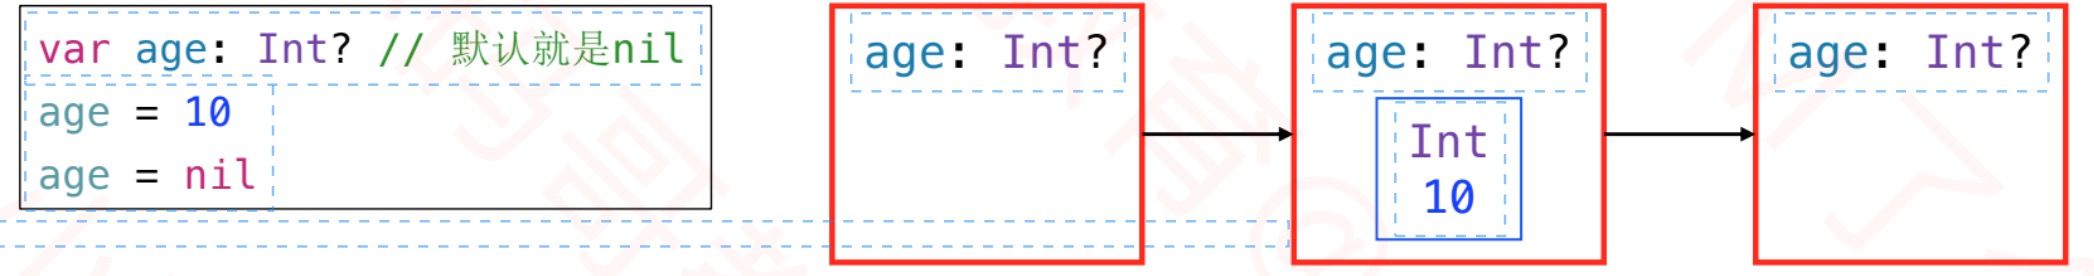 var age: Int? // 默认就是nil
age = 10
age = nil
age: Int?
age: Int?
Int
10
age: Int?